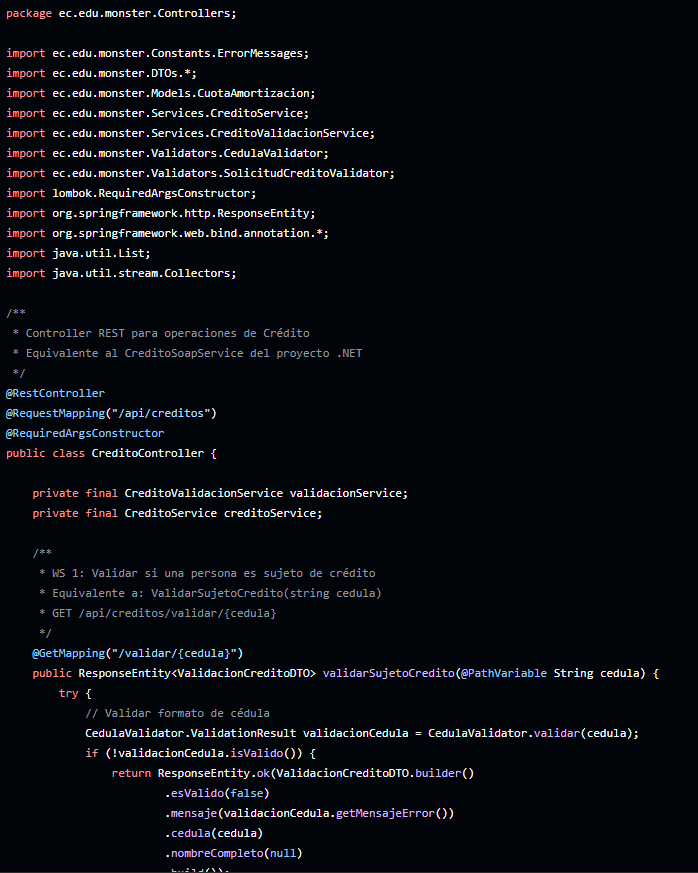 package ec.edu.monster.Controllers;
import ec.edu.monster.Constants.ErrorMessages;
import ec.edu.monster.DTOs.*;
import ec.edu.monster.Models.CuotaAmortizacion;
import ec.edu.monster.Services.CreditoService;
import ec.edu.monster.Services.CreditoValidacionService;
import ec.edu.monster.Validators.CedulaValidator;
import ec.edu.monster.Validators.SolicitudCreditoValidator;
import lombok.RequiredArgsConstructor;
import org.springframework.http.ResponseEntity;
import org.springframework.web.bind.annotation.*;
import java.util.List;
import java.util.stream.Collectors;
/**
 * Controller REST para operaciones de Crédito
 * Equivalente al CreditoSoapService del proyecto .NET
 */
@RestController
@RequestMapping("/api/creditos")
@RequiredArgsConstructor
public class CreditoController {
    private final CreditoValidacionService validacionService;
    private final CreditoService creditoService;
    /**
     * WS 1: Validar si una persona es sujeto de crédito
     * Equivalente a: ValidarSujetoCredito(string cedula)
     * GET /api/creditos/validar/{cedula}
     */
    @GetMapping("/validar/{cedula}")
    public ResponseEntity<ValidacionCreditoDTO> validarSujetoCredito(@PathVariable String cedula) {
        try {
            // Validar formato de cédula
            CedulaValidator.ValidationResult validacionCedula = CedulaValidator.validar(cedula);
            if (!validacionCedula.isValido()) {
                return ResponseEntity.ok(ValidacionCreditoDTO.builder()
                        .esValido(false)
                        .mensaje(validacionCedula.getMensajeError())
                        .cedula(cedula)
                        .nombreCompleto(null)